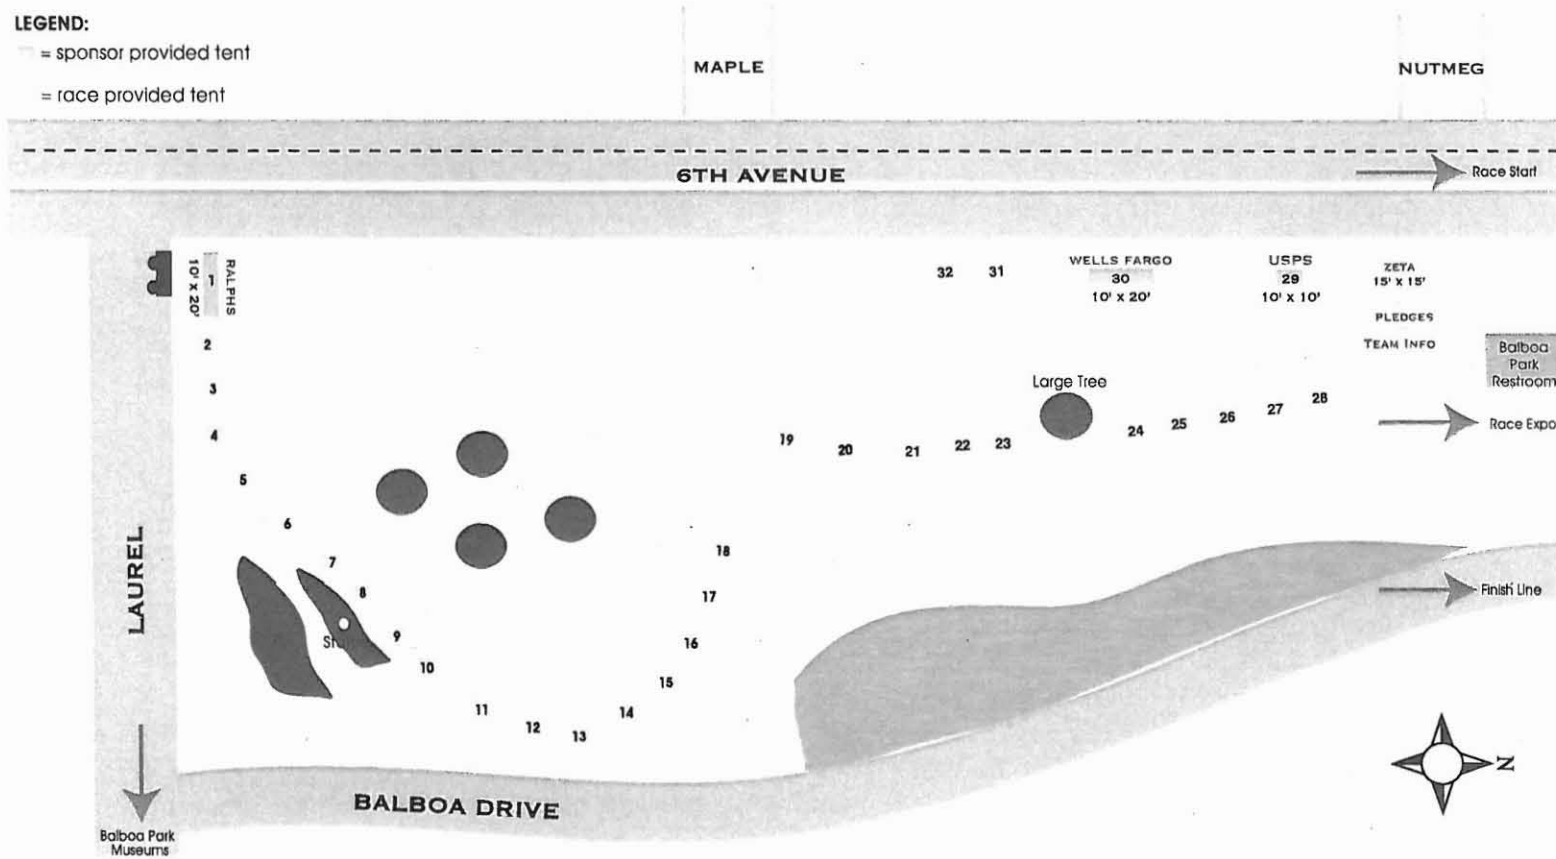 LEGEND:
= sponsor provided tent
= race provided tent
MAPLE
NUTMEG
6TH AVENUE
Race Start
RALPHS
1
10' x 20'
32
31
WELLS FARGO
30
10' x 20'
USPS
29
10' x 10'
ZETA
15' x 15'
PLEDGES
TEAM INFO
Balboa
Park
Restroom
2
3
4
5
6
7
8
9
10
11
12
13
14
15
16
17
18
19
20
21
22
23
Large Tree
24
25
26
27
28
Race Expo
Finish Line
LAUREL
BALBOA DRIVE
Balboa Park
Museums
N